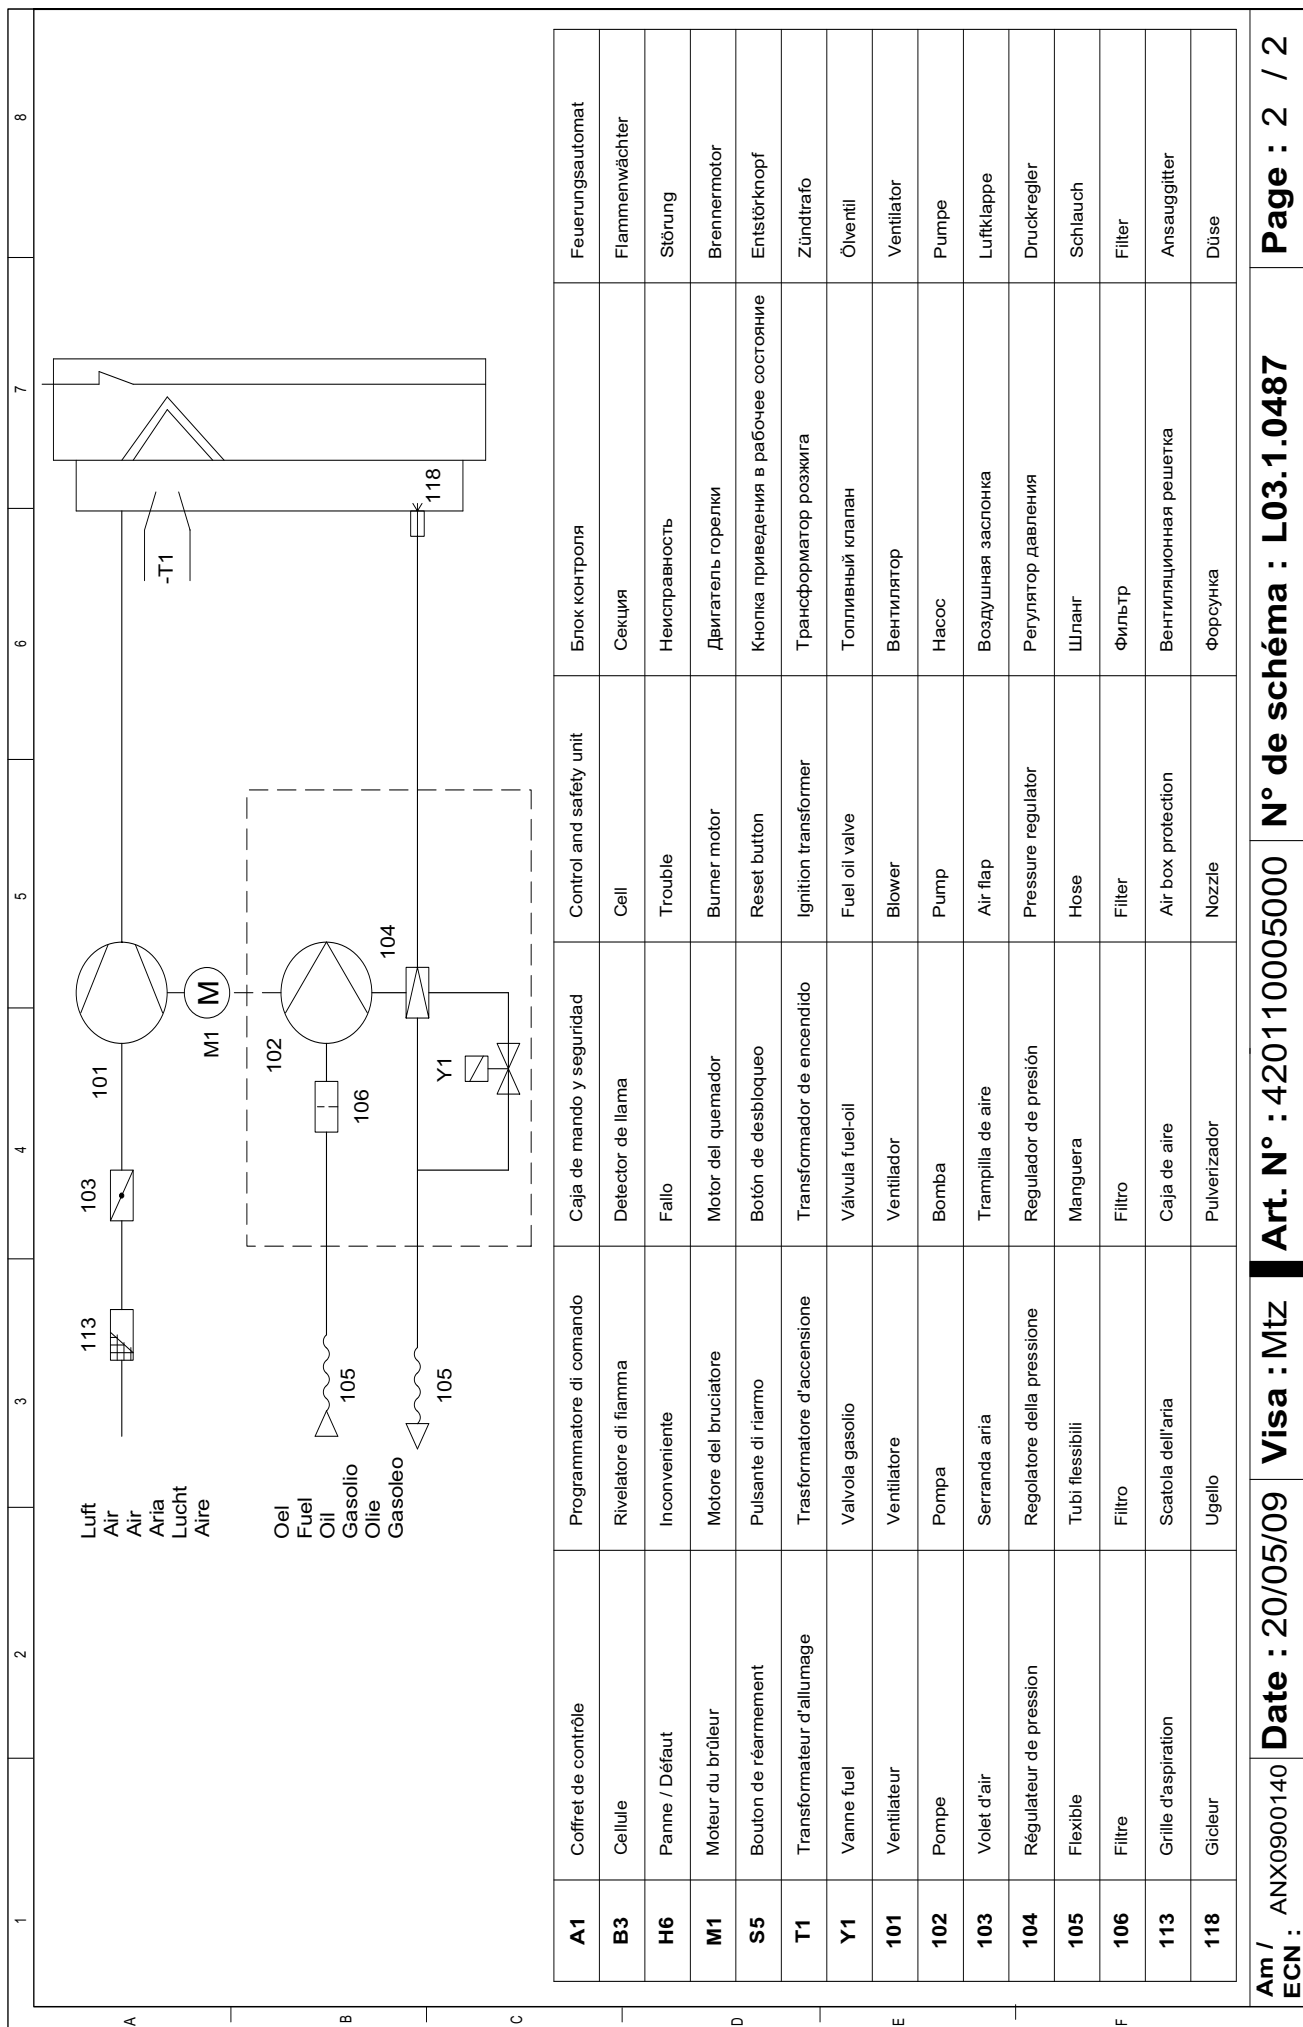 1 2 3 4 5 6 7 8
A
B
C
D
E
F
Luft
Air
Air
Aria
Lucht
Aire
Oel
Fuel
Oil
Gasolio
Olie
Gasoleo
113
103
101
M1
M
-T1
105
106
102
105
Y1
104
118
A1 Coffret de contrôle Programmatore di comando Caja de mando y seguridad Control and safety unit Блок контроля Feuerungsautomat
B3 Cellule Rivelatore di fiamma Detector de llama Cell Секция Flammenwächter
H6 Panne / Défaut Inconveniente Fallo Trouble Неисправность Störung
M1 Moteur du brûleur Motore del bruciatore Motor del quemador Burner motor Двигатель горелки Brennermotor
S5 Bouton de réarmement Pulsante di riarmo Botón de desbloqueo Reset button Кнопка приведения в рабочее состояние Entstörknopf
T1 Transformateur d'allumage Trasformatore d'accensione Transformador de encendido Ignition transformer Трансформатор розжига Zündtrafo
Y1 Vanne fuel Valvola gasolio Válvula fuel-oil Fuel oil valve Топливный клапан Ölventil
101 Ventilateur Ventilatore Ventilador Blower Вентилятор Ventilator
102 Pompe Pompa Bomba Pump Насос Pumpe
103 Volet d'air Serranda aria Trampilla de aire Air flap Воздушная заслонка Luftklappe
104 Régulateur de pression Regolatore della pressione Regulador de presión Pressure regulator Регулятор давления Druckregler
105 Flexible Tubi flessibili Manguera Hose Шланг Schlauch
106 Filtre Filtro Filtro Filter Фильтр Filter
113 Grille d'aspiration Scatola dell'aria Caja de aire Air box protection Вентиляционная решетка Ansauggitter
118 Gicleur Ugello Pulverizador Nozzle Форсунка Düse
Am / ECN : ANX0900140 Date : 20/05/09 Visa : Mtz Art. N° : 420110005000 N° de schéma : L03.1.0487 Page : 2 / 2